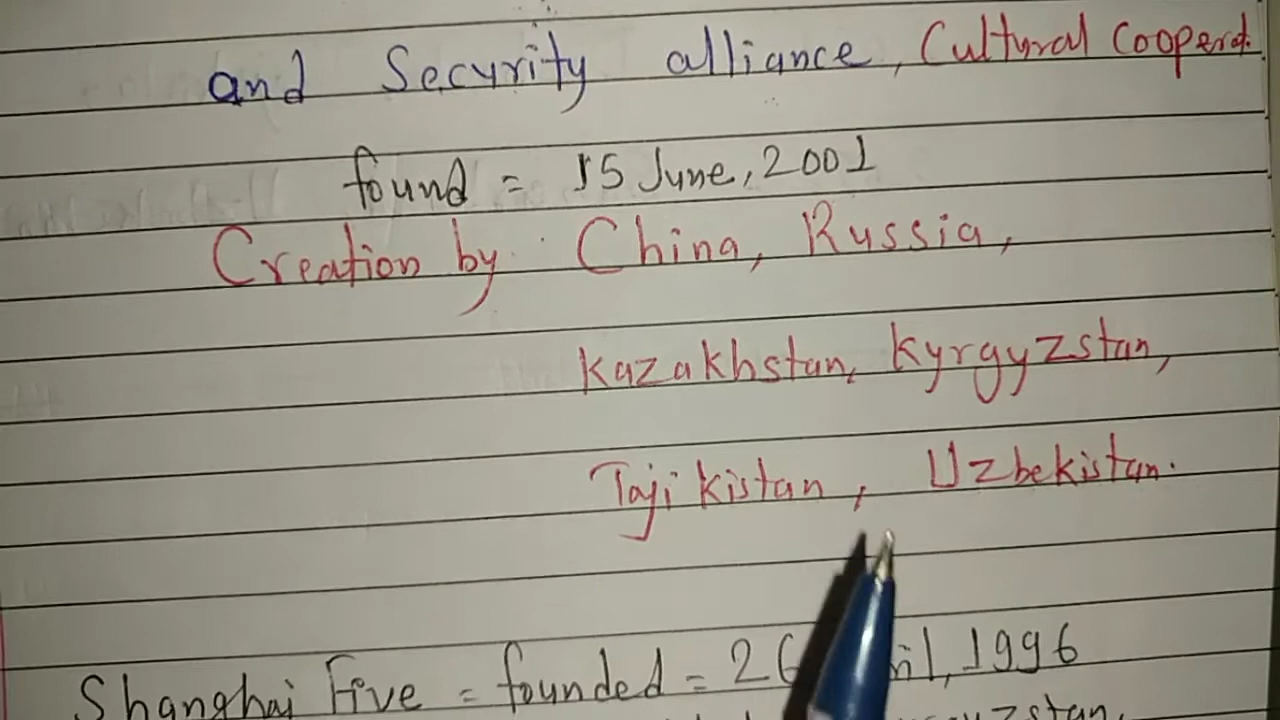 and Security alliance, Cultural Cooperat.
found = 15 June, 2001
Creation by China, Russia,
Kazakhstan, Kyrgyzstan,
Tajikistan, Uzbekistan.
Shanghai Five = founded = 26 1996